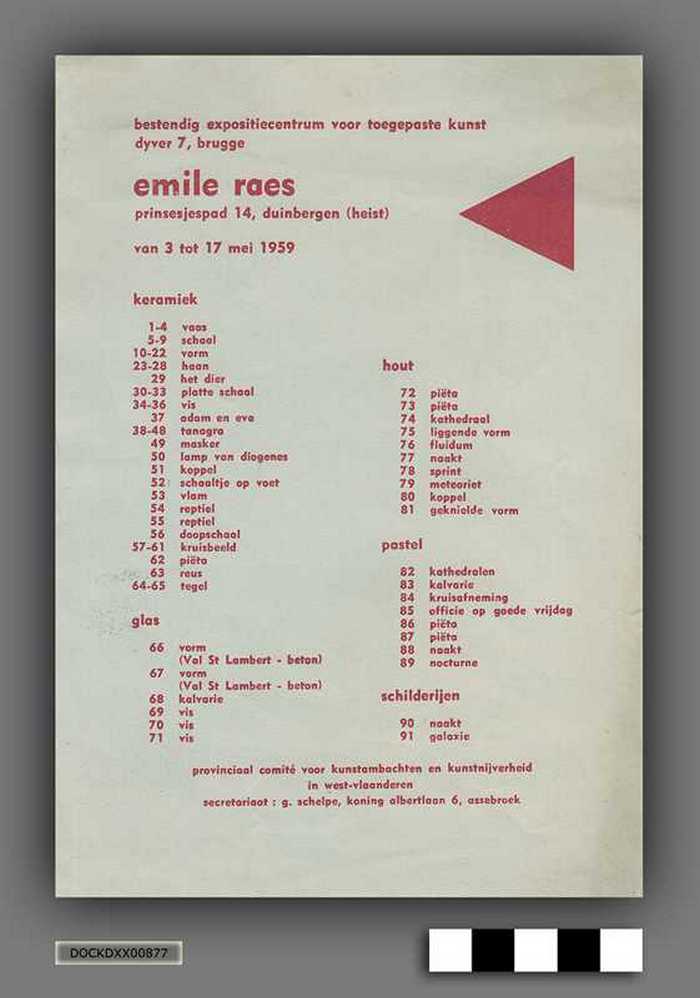 bestendig expositiecentrum voor toegepaste kunst
dyver 7, brugge
emile raes
prinsesjespad 14, duinbergen (heist)
van 3 tot 17 mei 1959
keramiek
1-4 vaas
5-9 schaal
10-22 vorm
23-28 haan
29 het dier
30-33 platte schaal
34-36 vis
37 adam en eva
38-48 tanagra
49 masker
50 lamp van diogenes
51 koppel
52 schaaltje op voet
53 vlam
54 reptiel
55 reptiel
56 doopschaal
57-61 kruisbeeld
62 piëta
63 reus
64-65 tegel
glas
66 vorm
(Val St Lambert - beton)
67 vorm
(Val St Lambert - beton)
68 kalvarie
69 vis
70 vis
71 vis
hout
72 piëta
73 piëta
74 kathedraal
75 liggende vorm
76 fluidum
77 naakt
78 sprint
79 meteoriet
80 koppel
81 geknielde vorm
pastel
82 kathedralen
83 kalvarie
84 kruisafneming
85 officie op goede vrijdag
86 piëta
87 piëta
88 naakt
89 nocturne
schilderijen
90 naakt
91 galaxie
provinciaal comité voor kunstambachten en kunstnijverheid
in west-vlaanderen
secretariaat : g. schelpe, koning albertlaan 6, assebroek
DOCKDXX00877